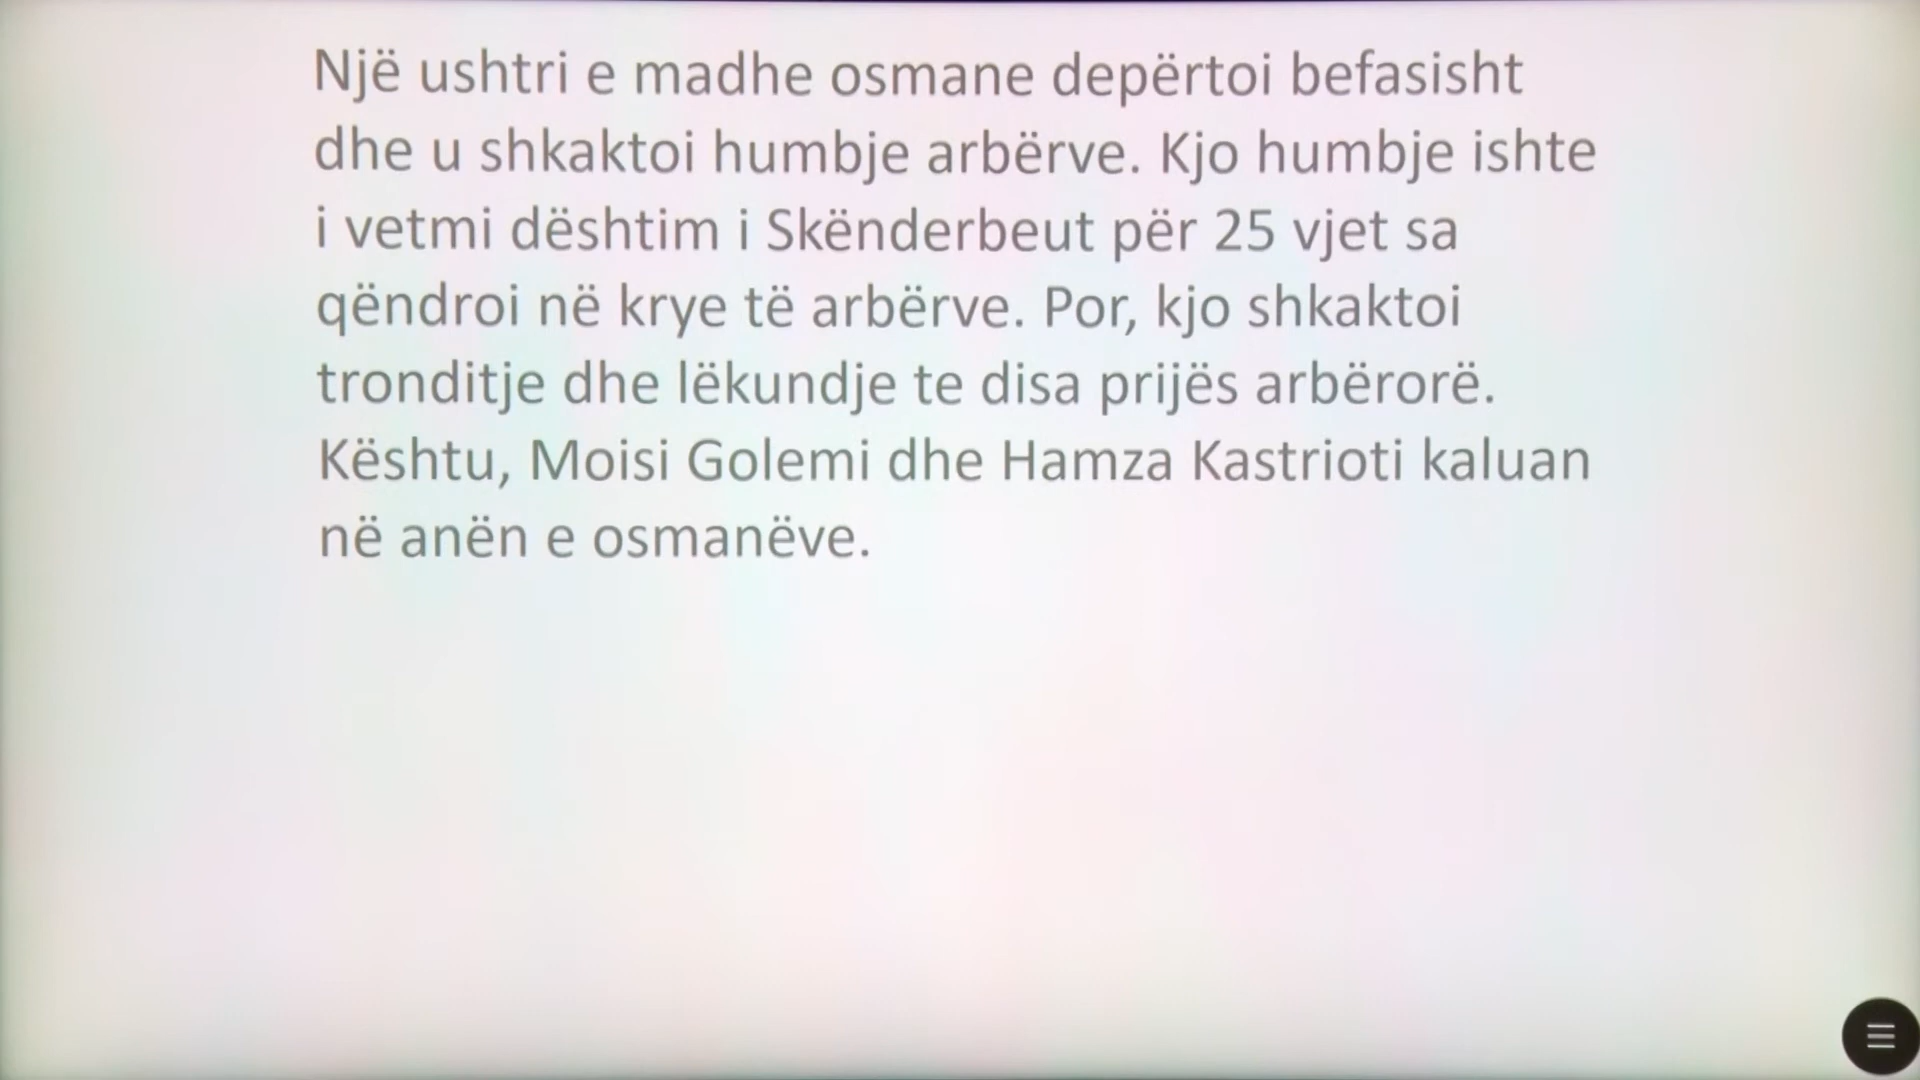 Një ushtri e madhe osmane depërtoi befasisht
dhe u shkaktoi humbje arbërve. Kjo humbje ishte
i vetmi dështim i Skënderbeut për 25 vjet sa
qëndroi në krye të arbërve. Por, kjo shkaktoi
tronditje dhe lëkundje te disa prijës arbërorë.
Kështu, Moisi Golemi dhe Hamza Kastrioti kaluan
në anën e osmanëve.